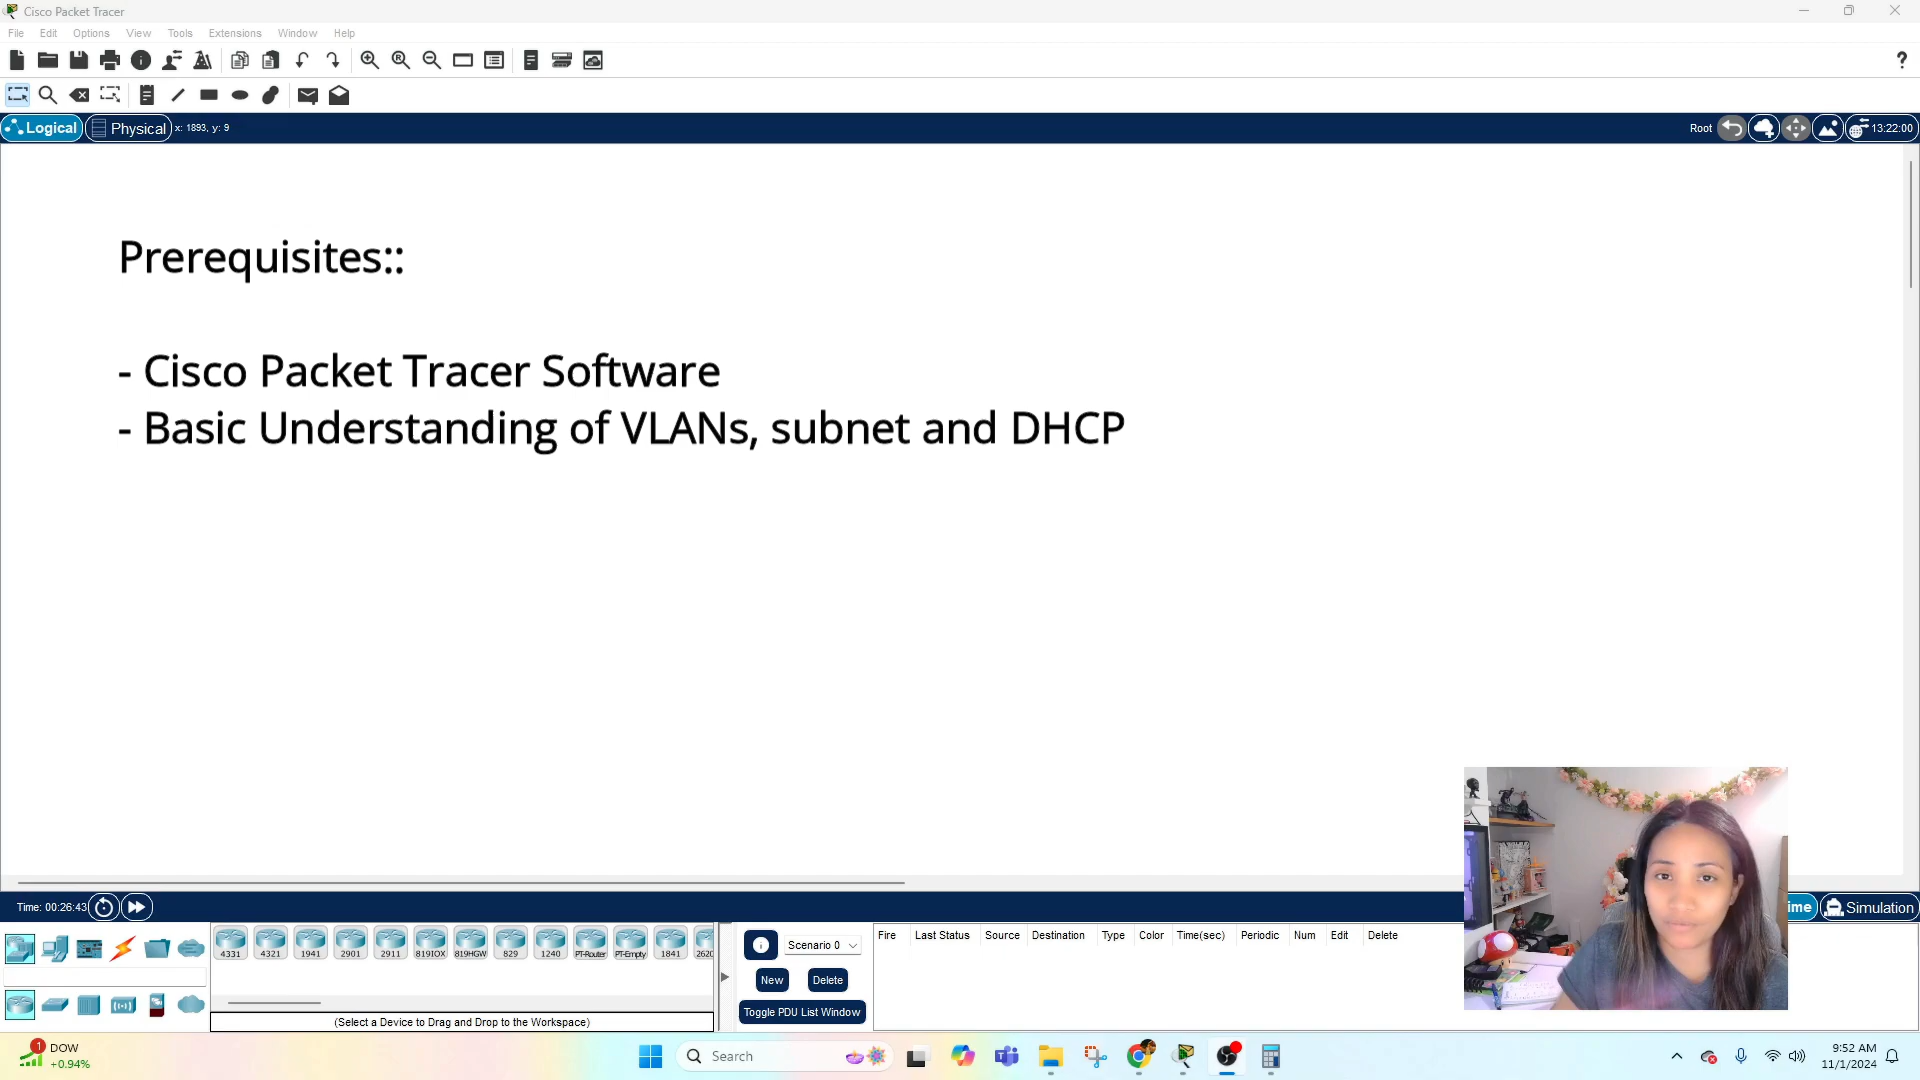 Cisco Packet Tracer
File Edit Options View Tools Extensions Window Help
?
Logical Physical x: 1893, y: 9 Root 13:22:00
Prerequisites::
- Cisco Packet Tracer Software
- Basic Understanding of VLANs, subnet and DHCP
Time: 00:26:43 ime Simulation
4331 4321 1941 2901 2911 819IOX 819HGW 829 1240 PT-Router PT-Empty 1841 2620
(Select a Device to Drag and Drop to the Workspace)
Scenario 0
New Delete
Toggle PDU List Window
Fire Last Status Source Destination Type Color Time(sec) Periodic Num Edit Delete
1 DOW
+0.94%
Search
9:52 AM
11/1/2024